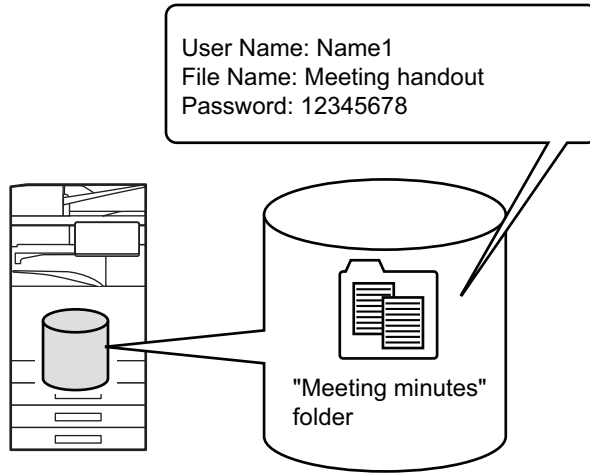 User Name: Name1
File Name: Meeting handout
Password: 12345678
"Meeting minutes"
folder